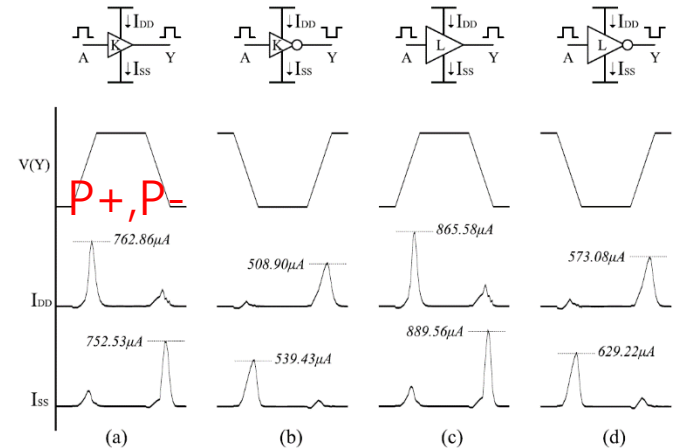 IDD IDD IDD IDD
K K L L
A Y A Y A Y A Y
ISS ISS ISS ISS
V(Y)
P+,P-
762.86μA 508.90μA 865.58μA 573.08μA
IDD
752.53μA 539.43μA 889.56μA 629.22μA
ISS
(a) (b) (c) (d)